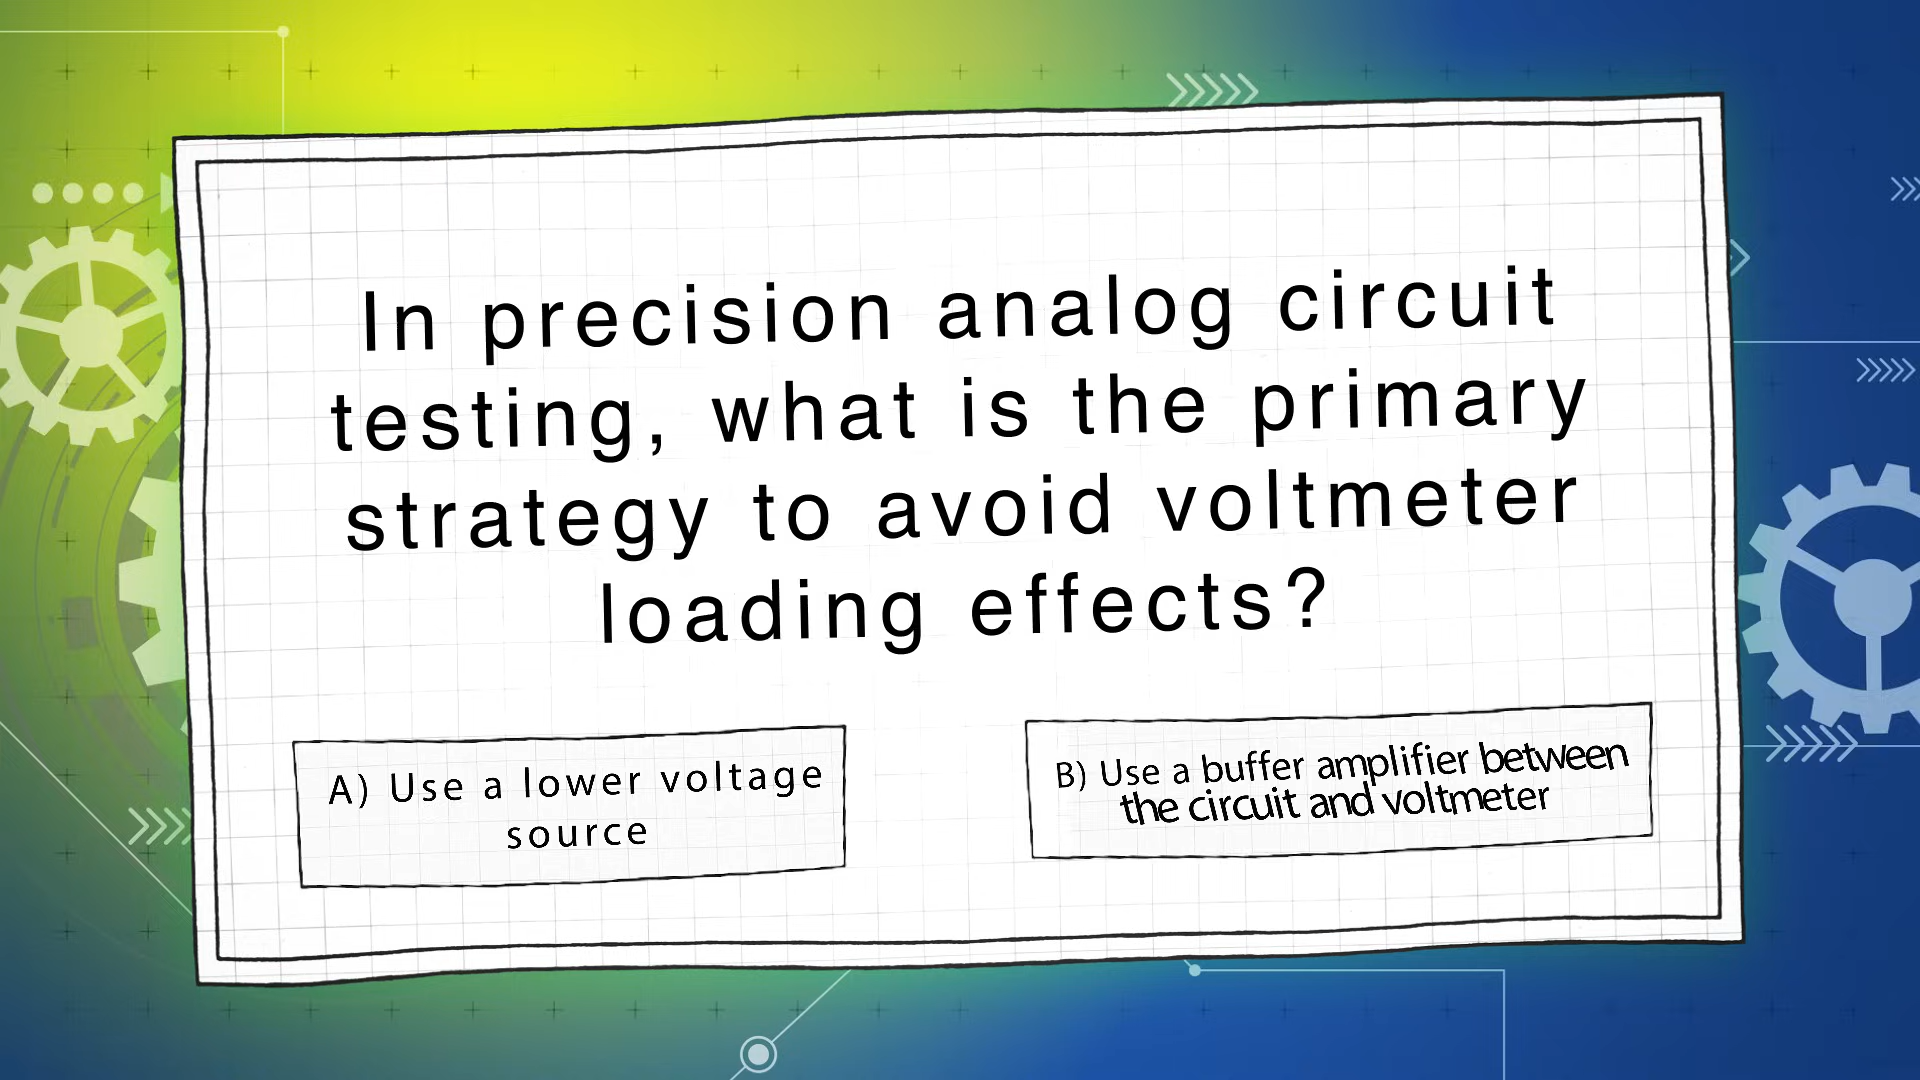 In precision analog circuit
testing, what is the primary
strategy to avoid voltmeter
loading effects?
A) Use a lower voltage
source
B) Use a buffer amplifier between
the circuit and voltmeter